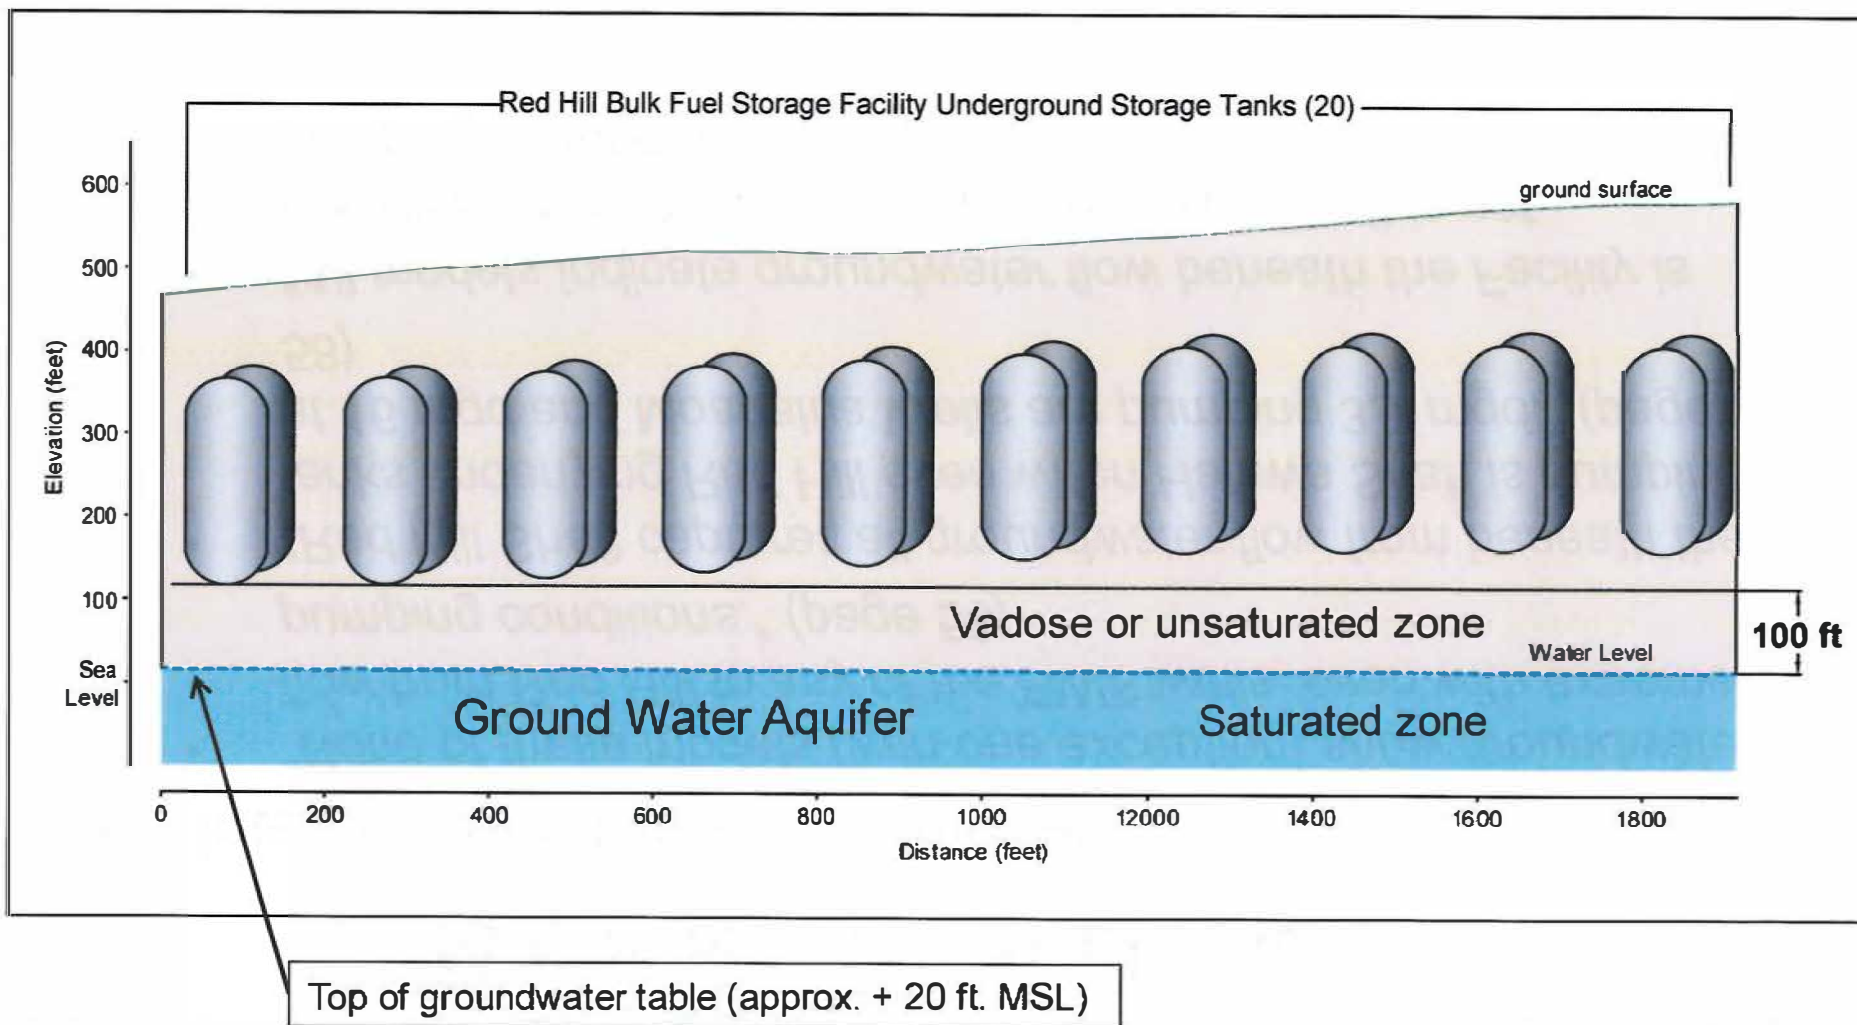 Red Hill Bulk Fuel Storage Facility Underground Storage Tanks (20)
ground surface
600
500
400
300
200
100
Sea
Level
Elevation (feet)
Vadose or unsaturated zone
Water Level
100 ft
Ground Water Aquifer
Saturated zone
0 200 400 600 800 1000 12000 1400 1600 1800
Distance (feet)
Top of groundwater table (approx. + 20 ft. MSL)